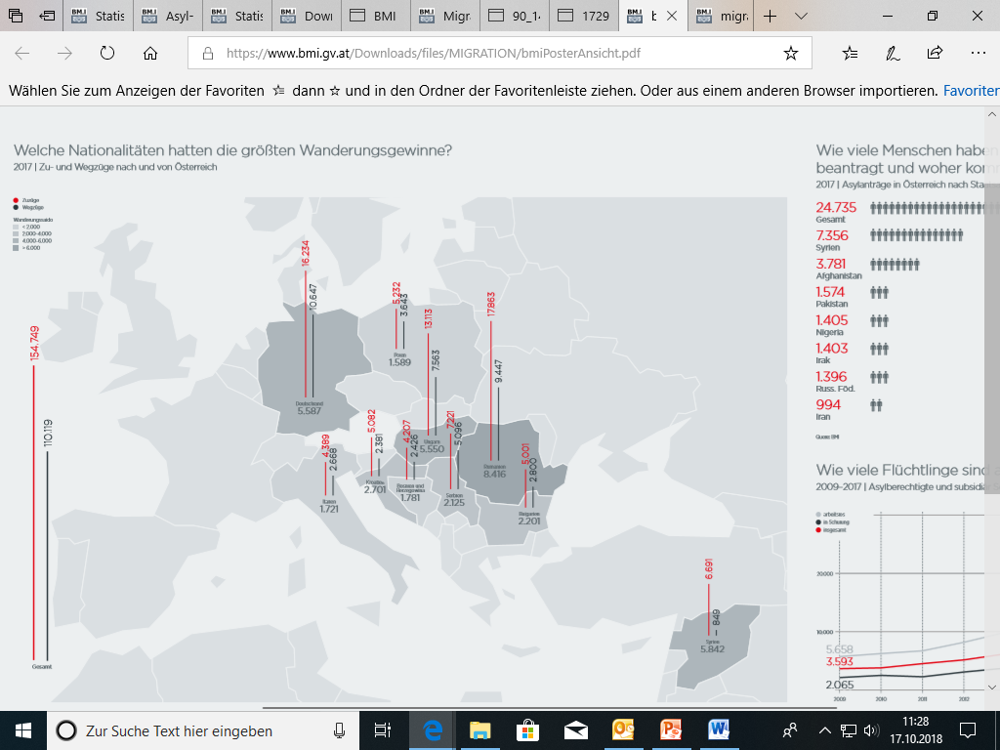 Statis
Asyl-
Statis
Dow
BMI
Migra
90_1
1729
b
migra
https://www.bmi.gv.at/Downloads/files/MIGRATION/bmiPosterAnsicht.pdf
Wählen Sie zum Anzeigen der Favoriten dann und in den Ordner der Favoritenleiste ziehen. Oder aus einem anderen Browser importieren. Favoriten
Welche Nationalitäten hatten die größten Wanderungsgewinne?
2017 | Zu- und Wegzüge nach und von Österreich
Zuzüge
Wegzüge
Wanderungssaldo
< 2.000
2.000-4.000
4.000-6.000
> 6.000
154.749
110.119
Gesamt
16.234
10.647
Deutschland
5.587
5.232
3.643
Polen
1.589
13.113
7.563
Ungarn
5.550
17.863
9.447
Rumänien
8.416
4.389
2.668
Italien
1.721
5.082
2.381
Kroatien
2.701
4.207
2.426
Bosnien und
Herzegowina
1.781
7.221
5.096
Serbien
2.125
5.001
2.800
Bulgarien
2.201
6.691
849
Syrien
5.842
Wie viele Menschen haben
beantragt und woher kom
2017 | Asylanträge in Österreich nach Sta
24.735
Gesamt
7.356
Syrien
3.781
Afghanistan
1.574
Pakistan
1.405
Nigeria
1.403
Irak
1.396
Russ. Föd.
994
Iran
Quelle: BMI
Wie viele Flüchtlinge sind a
2009-2017 | Asylberechtigte und subsidiär S
arbeitslos
in Schulung
insgesamt
20.000
10.000
5.658
3.593
2.065
2009
2010
2011
2012
Zur Suche Text hier eingeben
11:28
17.10.2018